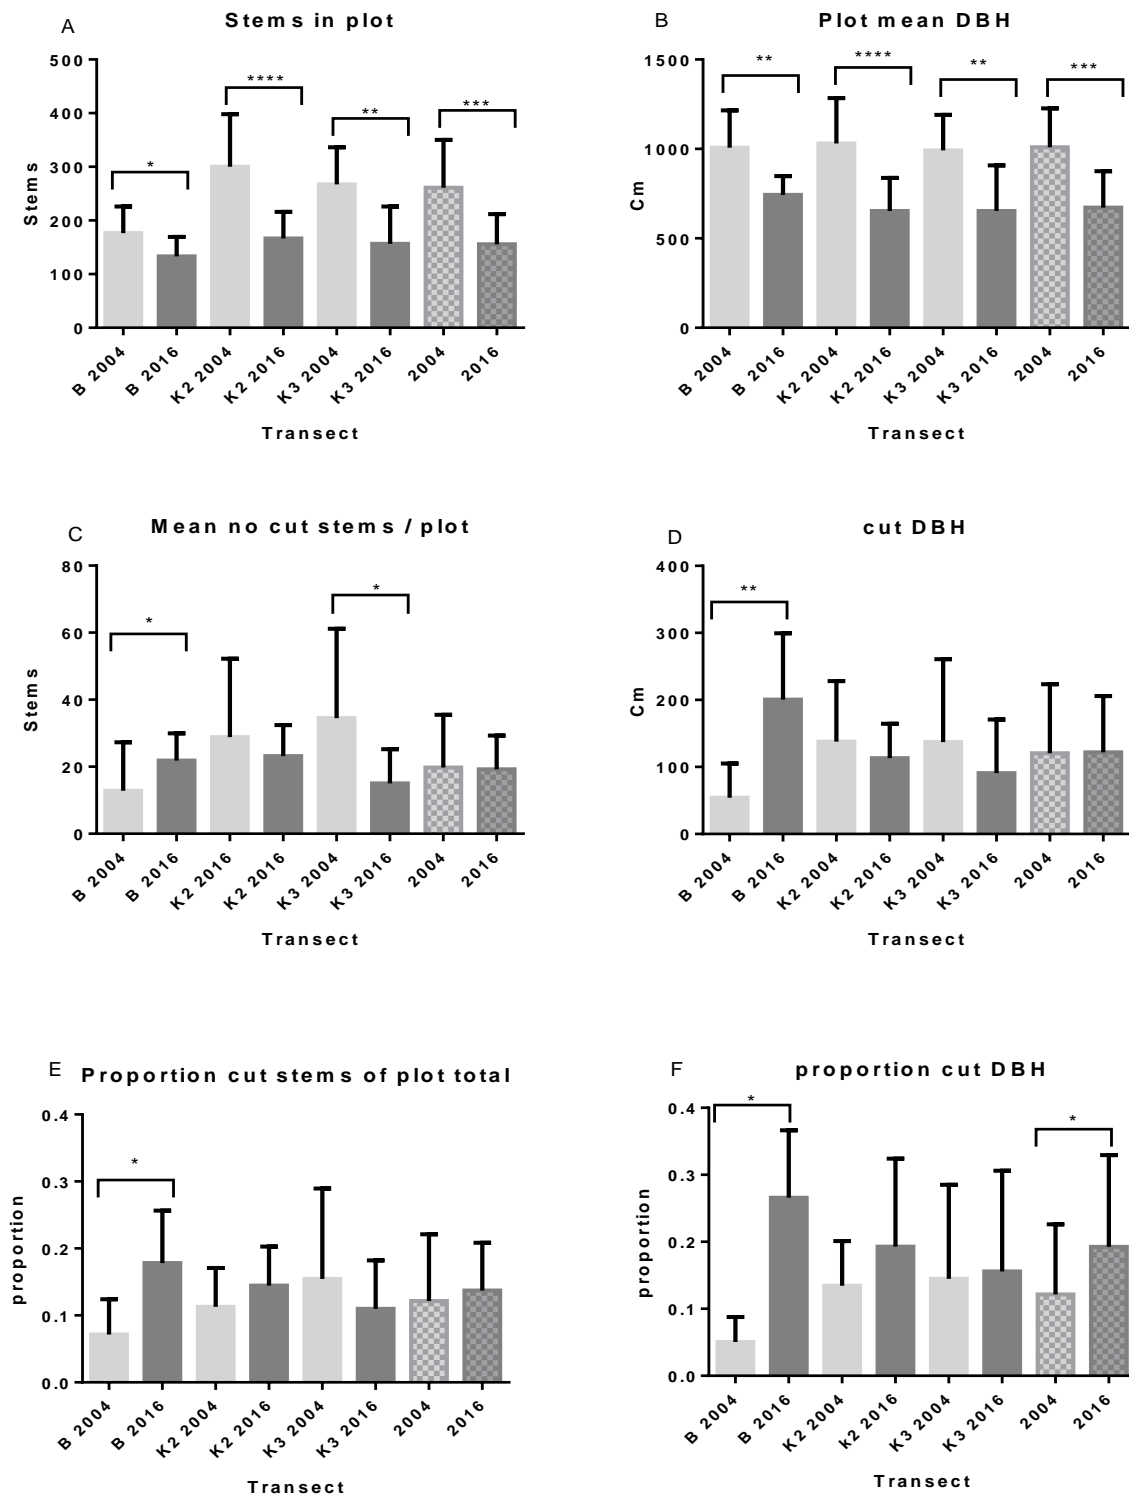 A
Stems in plot
500
400
300
200
100
0
Stems
*
****
**
***
B 2004
B 2016
K2 2004
K2 2016
K3 2004
K3 2016
2004
2016
Transect
B
Plot mean DBH
1500
1000
500
0
Cm
**
****
**
***
B 2004
B 2016
K2 2004
K2 2016
K3 2004
K3 2016
2004
2016
Transect
C
Mean no cut stems / plot
80
60
40
20
0
Stems
*
*
B 2004
B 2016
K2 2016
K2 2016
K3 2004
K3 2016
2004
2016
Transect
D
cut DBH
400
300
200
100
0
Cm
**
B 2004
B 2016
K2 2004
K2 2016
K3 2004
K3 2016
2004
2016
Transect
E
Proportion cut stems of plot total
0.4
0.3
0.2
0.1
0.0
proportion
*
B 2004
B 2016
K2 2004
K2 2016
K3 2004
K3 2016
2004
2016
Transect
F
proportion cut DBH
0.4
0.3
0.2
0.1
0.0
proportion
*
*
B 2004
B 2016
K2 2004
k2 2016
K3 2004
K3 2016
2004
2016
Transect